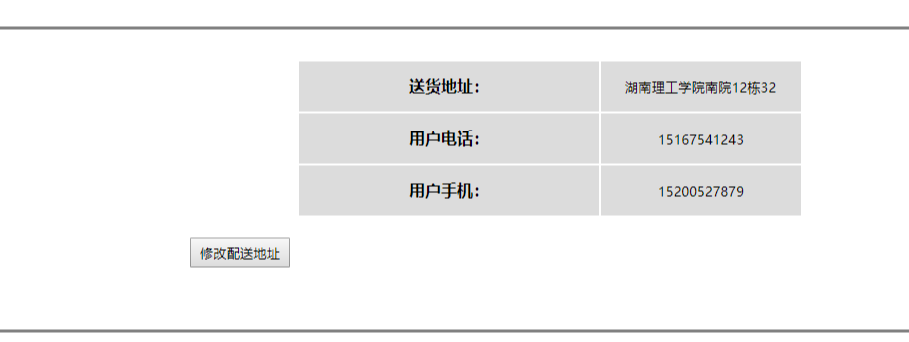 送货地址： 湖南理工学院南院12栋32
用户电话： 15167541243
用户手机： 15200527879
修改配送地址